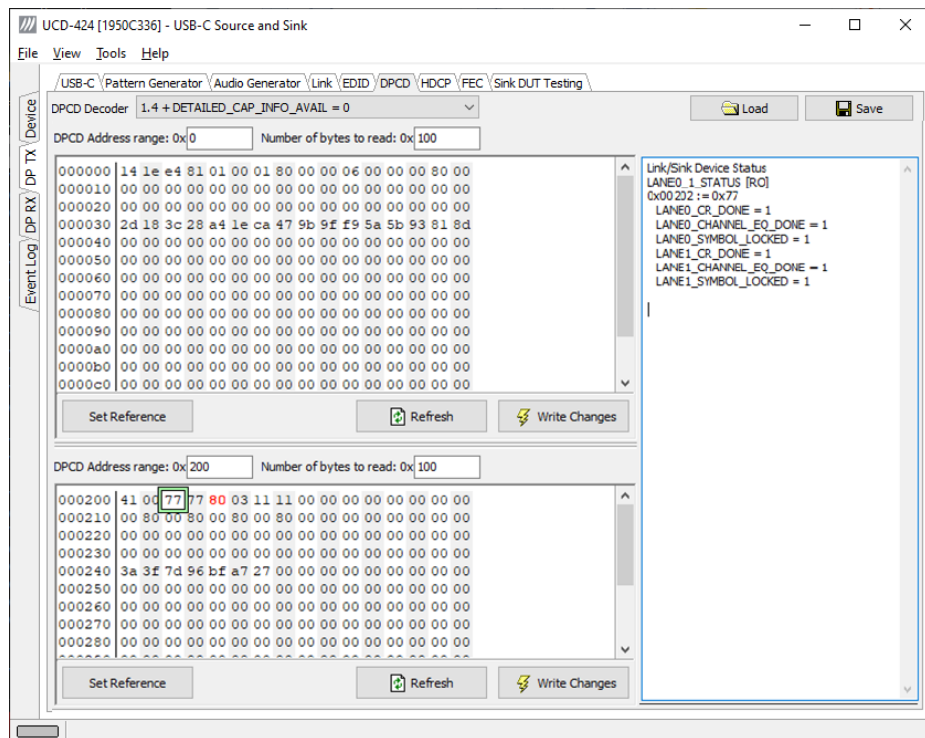 UCD-424 [1950C336] - USB-C Source and Sink
File View Tools Help
USB-C Pattern Generator Audio Generator Link EDID DPCD HDCP FEC Sink DUT Testing
Device
DP TX
DP RX
Event Log
DPCD Decoder 1.4 + DETAILED_CAP_INFO_AVAIL = 0 Load Save
DPCD Address range: 0x 0 Number of bytes to read: 0x 100
000000 14 1e e4 81 01 00 01 80 00 00 06 00 00 00 80 00
000010 00 00 00 00 00 00 00 00 00 00 00 00 00 00 00 00
000020 00 00 00 00 00 00 00 00 00 00 00 00 00 00 00 00
000030 2d 18 3c 28 a4 1e ca 47 9b 9f f9 5a 5b 93 81 8d
000040 00 00 00 00 00 00 00 00 00 00 00 00 00 00 00 00
000050 00 00 00 00 00 00 00 00 00 00 00 00 00 00 00 00
000060 00 00 00 00 00 00 00 00 00 00 00 00 00 00 00 00
000070 00 00 00 00 00 00 00 00 00 00 00 00 00 00 00 00
000080 00 00 00 00 00 00 00 00 00 00 00 00 00 00 00 00
000090 00 00 00 00 00 00 00 00 00 00 00 00 00 00 00 00
0000a0 00 00 00 00 00 00 00 00 00 00 00 00 00 00 00 00
0000b0 00 00 00 00 00 00 00 00 00 00 00 00 00 00 00 00
0000c0 00 00 00 00 00 00 00 00 00 00 00 00 00 00 00 00
Set Reference Refresh Write Changes
DPCD Address range: 0x 200 Number of bytes to read: 0x 100
000200 41 00 77 77 80 03 11 11 00 00 00 00 00 00 00 00
000210 00 80 00 80 00 80 00 80 00 00 00 00 00 00 00 00
000220 00 00 00 00 00 00 00 00 00 00 00 00 00 00 00 00
000230 00 00 00 00 00 00 00 00 00 00 00 00 00 00 00 00
000240 3a 3f 7d 96 bf a7 27 00 00 00 00 00 00 00 00 00
000250 00 00 00 00 00 00 00 00 00 00 00 00 00 00 00 00
000260 00 00 00 00 00 00 00 00 00 00 00 00 00 00 00 00
000270 00 00 00 00 00 00 00 00 00 00 00 00 00 00 00 00
000280 00 00 00 00 00 00 00 00 00 00 00 00 00 00 00 00
Set Reference Refresh Write Changes
Link/Sink Device Status
LANE0_1_STATUS [RO]
0x00202 := 0x77
LANE0_CR_DONE = 1
LANE0_CHANNEL_EQ_DONE = 1
LANE0_SYMBOL_LOCKED = 1
LANE1_CR_DONE = 1
LANE1_CHANNEL_EQ_DONE = 1
LANE1_SYMBOL_LOCKED = 1